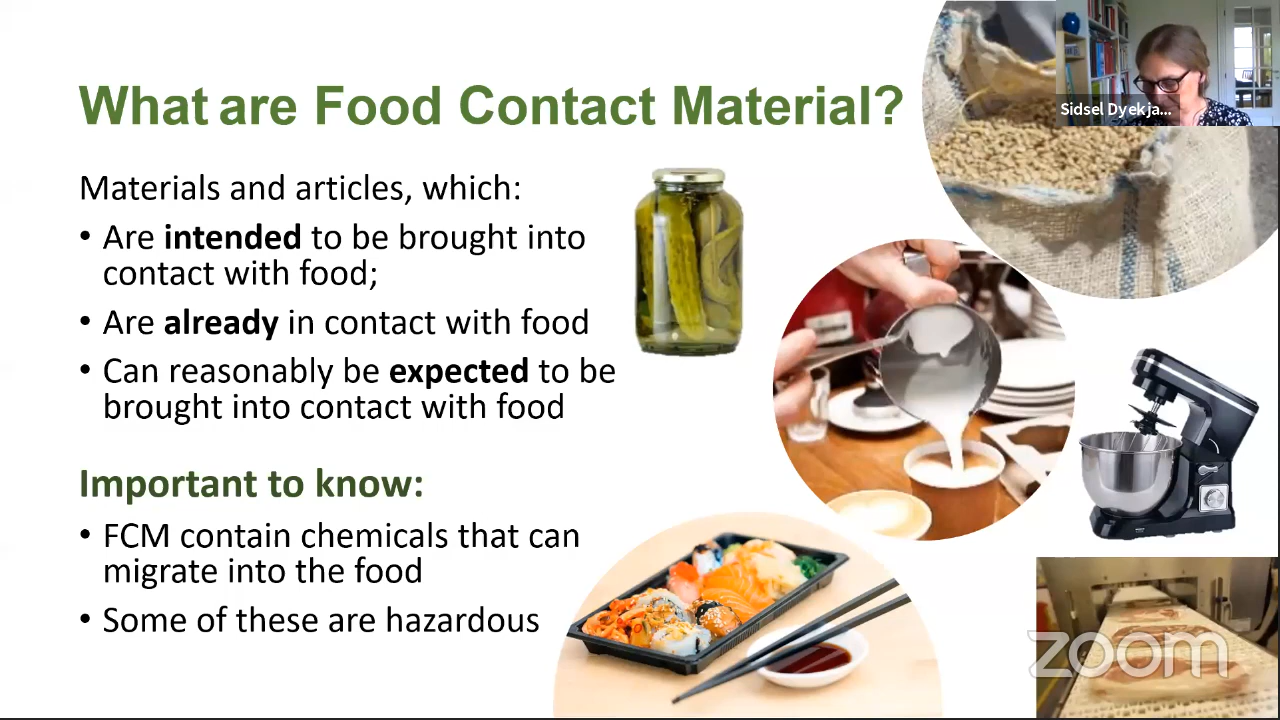 What are Food Contact Material?
Sidsel Dyekja...
Materials and articles, which:
• Are intended to be brought into
contact with food;
• Are already in contact with food
• Can reasonably be expected to be
brought into contact with food
Important to know:
• FCM contain chemicals that can
migrate into the food
• Some of these are hazardous
zoom